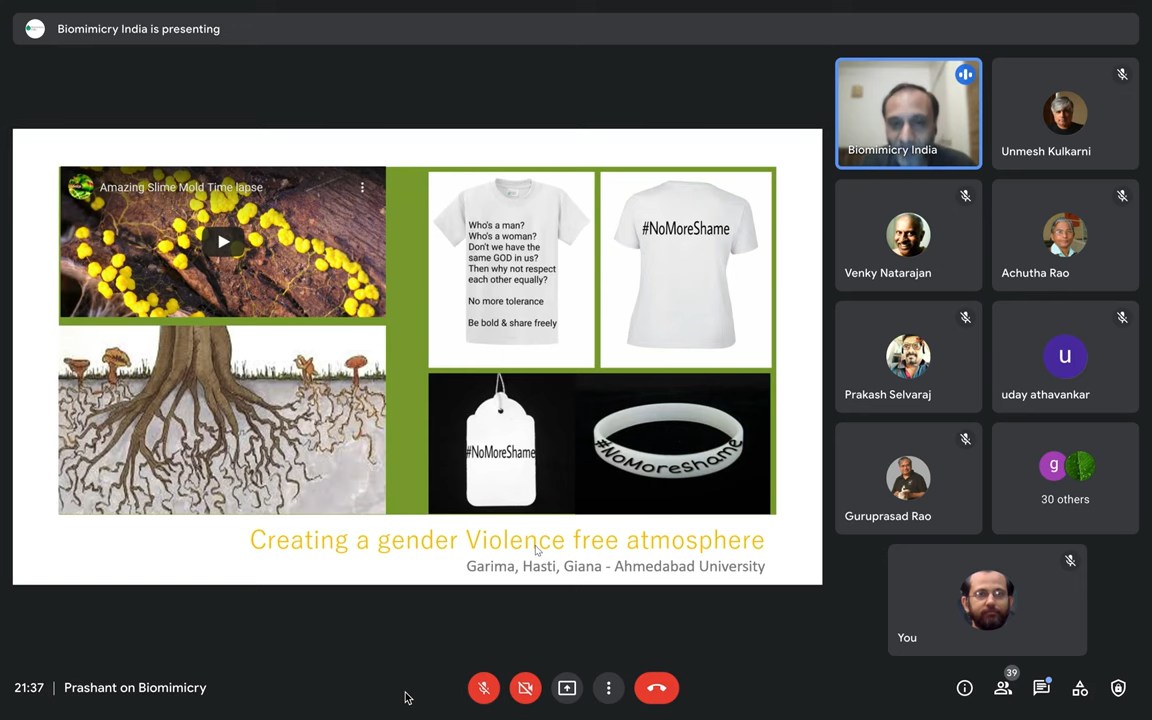 Biomimicry India is presenting
Amazing Slime Mold Time lapse
Who's a man?
Who's a woman?
Don't we have the
same GOD in us?
Then why not respect
each other equally?
No more tolerance
Be bold & share freely
#NoMoreShame
#NoMoreShame
#NoMoreshame
Creating a gender Violence free atmosphere
Garima, Hasti, Giana - Ahmedabad University
Biomimicry India
Unmesh Kulkarni
Venky Natarajan
Achutha Rao
Prakash Selvaraj
u
uday athavankar
Guruprasad Rao
g
30 others
You
21:37 | Prashant on Biomimicry
39